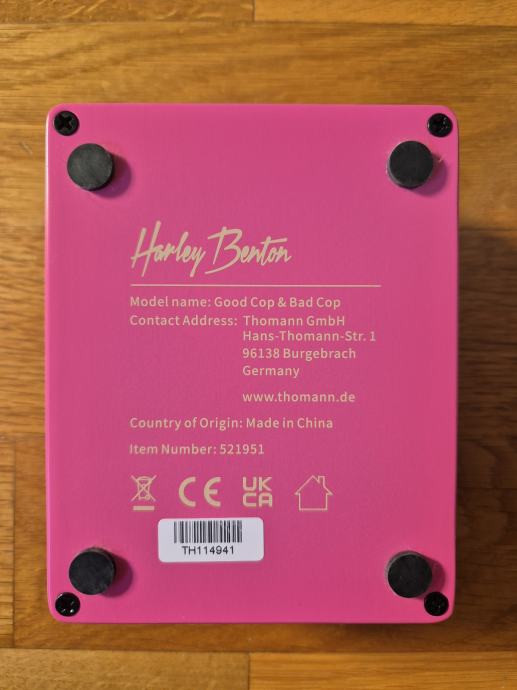 Harley Benton
Model name: Good Cop & Bad Cop
Contact Address: Thomann GmbH
Hans-Thomann-Str. 1
96138 Burgebrach
Germany
www.thomann.de
Country of Origin: Made in China
Item Number: 521951
CE UK CA
TH114941